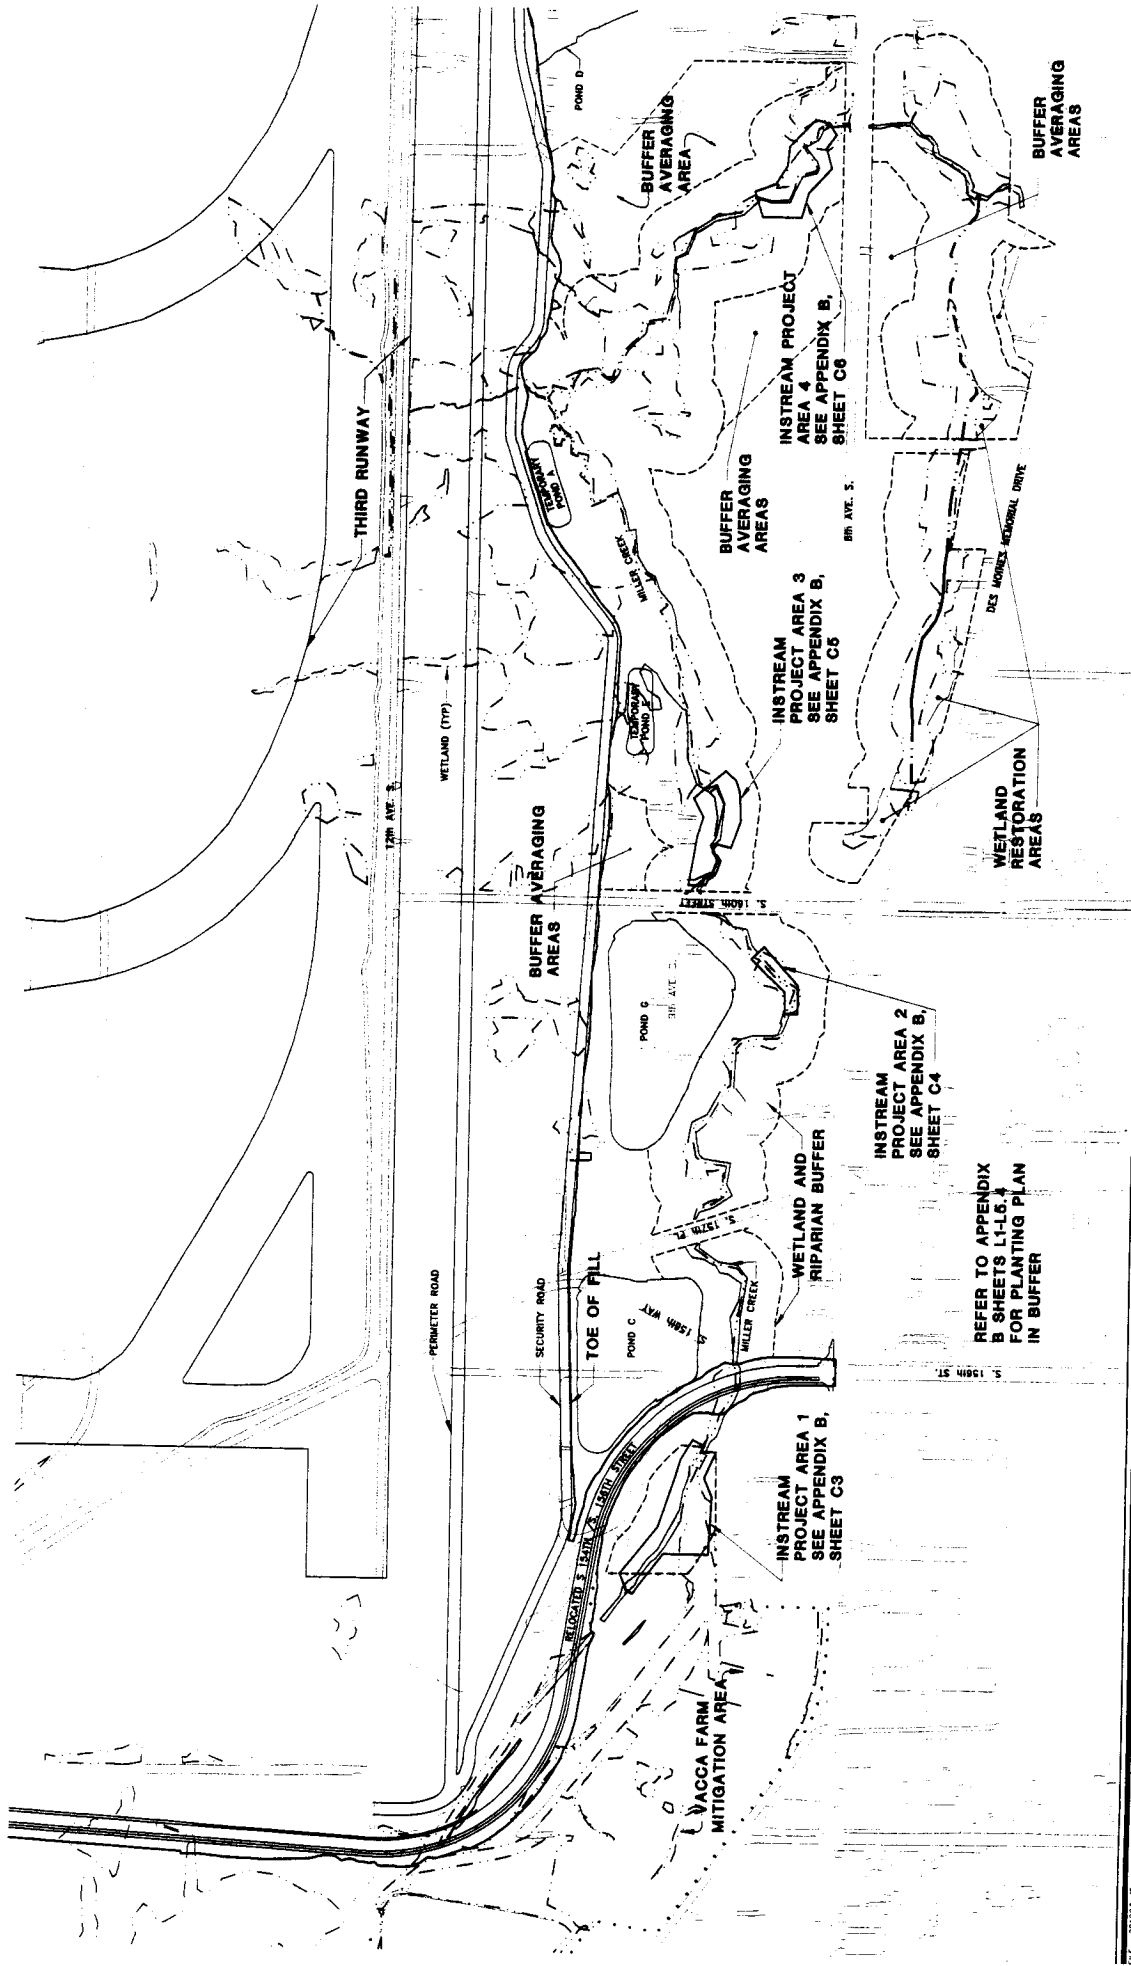 POND D
BUFFER
AVERAGING
AREA
BUFFER
AVERAGING
AREAS
THIRD RUNWAY
TEMPORARY
POND A
INSTREAM PROJECT
AREA 4
SEE APPENDIX B,
SHEET C6
BUFFER
AVERAGING
AREAS
8th AVE. S.
MILLER CREEK
DES MOINES MEMORIAL DRIVE
INSTREAM
PROJECT AREA 3
SEE APPENDIX B,
SHEET C5
WETLAND (TYP)
TEMPORARY
12th AVE. S.
BUFFER AVERAGING
AREAS
WETLAND
RESTORATION
AREAS
S. 160th STREET
POND G
INSTREAM
PROJECT AREA 2
SEE APPENDIX B,
SHEET C4
WETLAND AND
RIPARIAN BUFFER
S. 157th PL
REFER TO APPENDIX
B SHEETS L1-L5.4
FOR PLANTING PLAN
IN BUFFER
PERIMETER ROAD
SECURITY ROAD
TOE OF FILL
POND C
S. 156th WAY
MILLER CREEK
S. 156th ST.
RELOCATED S 154TH / S. 156TH STREET
INSTREAM
PROJECT AREA 1
SEE APPENDIX B,
SHEET C3
VACCA FARM
MITIGATION AREA